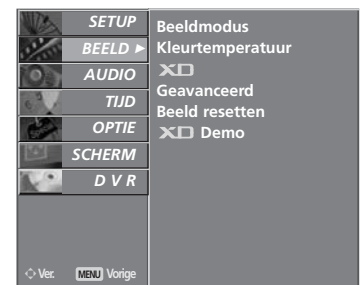 SETUP
BEELD ►
AUDIO
TIJD
OPTIE
SCHERM
D V R
Beeldmodus
Kleurtemperatuur
XD
Geavanceerd
Beeld resetten
XD Demo
Ver. MENU Vorige